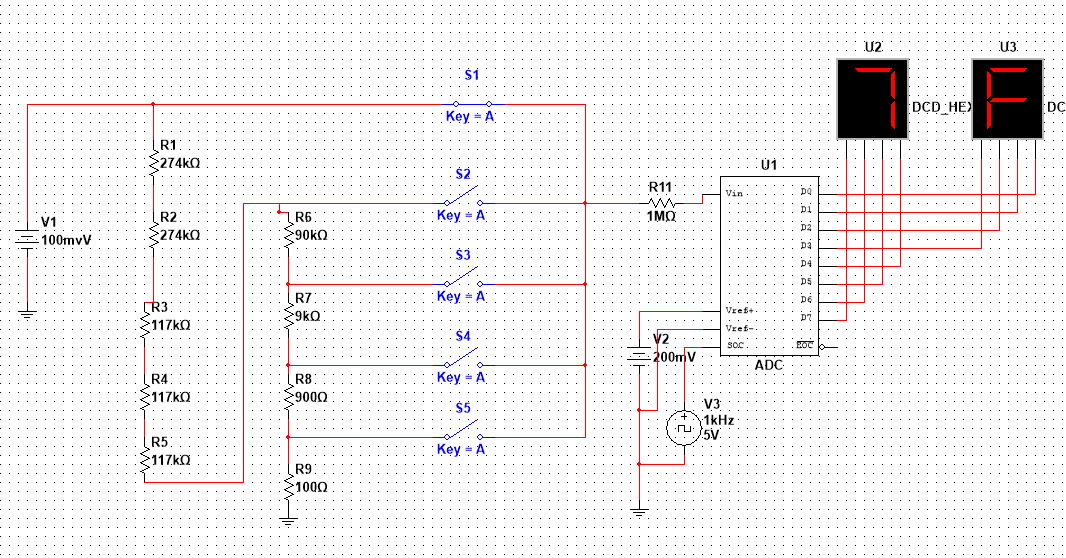 U2
U3
S1
DCD_HEX
DC
Key = A
R1
274kΩ
U1
S2
R11
1MΩ
Vin
D0
D1
D2
D3
D4
D5
D6
D7
Vref+
Vref-
SOC
EOC
ADC
Key = A
R2
274kΩ
R6
90kΩ
V1
100mvV
S3
Key = A
R3
117kΩ
R7
9kΩ
S4
V2
200mV
Key = A
R4
117kΩ
R8
900Ω
S5
V3
1kHz
5V
Key = A
R5
117kΩ
R9
100Ω
7
F